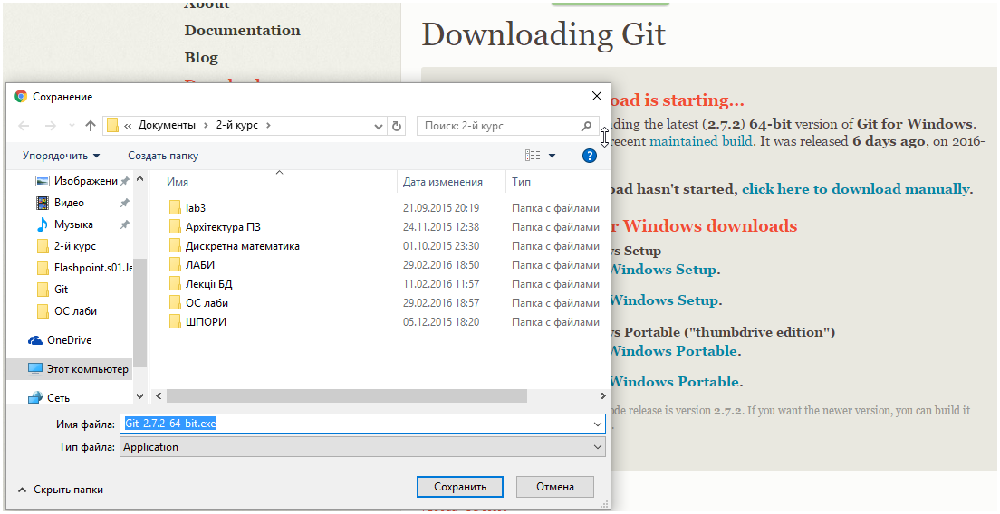 About
Documentation
Blog
Downloading Git
oad is starting...
ding the latest (2.7.2) 64-bit version of Git for Windows.
recent maintained build. It was released 6 days ago, on 2016-
oad hasn't started, click here to download manually.
r Windows downloads
s Setup
Windows Setup.
Windows Setup.
s Portable ("thumbdrive edition")
Windows Portable.
Windows Portable.
ode release is version 2.7.2. If you want the newer version, you can build it
Сохранение
« Документы › 2-й курс ›
Поиск: 2-й курс
Упорядочить
Создать папку
Изображени
Видео
Музыка
2-й курс
Flashpoint.s01.Je
Git
ОС лаби
OneDrive
Этот компьютер
Сеть
Имя Дата изменения Тип
lab3 21.09.2015 20:19 Папка с файлами
Архітектура ПЗ 24.11.2015 12:38 Папка с файлами
Дискретна математика 01.10.2015 23:30 Папка с файлами
ЛАБИ 29.02.2016 18:50 Папка с файлами
Лекції БД 11.02.2016 11:57 Папка с файлами
ОС лаби 29.02.2016 18:57 Папка с файлами
ШПОРИ 05.12.2015 18:20 Папка с файлами
Имя файла: Git-2.7.2-64-bit.exe
Тип файла: Application
Скрыть папки
Сохранить
Отмена